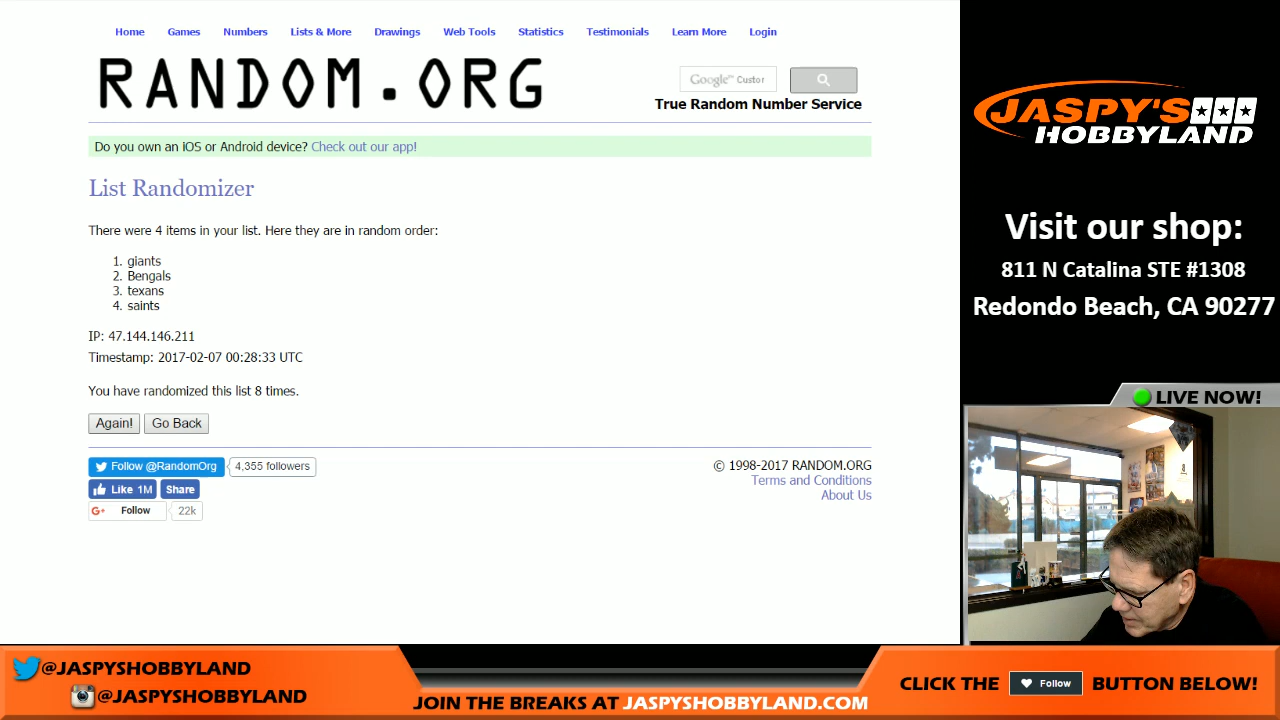 Home Games Numbers Lists & More Drawings Web Tools Statistics Testimonials Learn More Login
RANDOM.ORG
Google™ Custor
True Random Number Service
Do you own an iOS or Android device? Check out our app!
List Randomizer
There were 4 items in your list. Here they are in random order:
1. giants
2. Bengals
3. texans
4. saints
IP: 47.144.146.211
Timestamp: 2017-02-07 00:28:33 UTC
You have randomized this list 8 times.
Again! Go Back
Follow @RandomOrg 4,355 followers
Like 1M Share
G+ Follow 22k
© 1998-2017 RANDOM.ORG
Terms and Conditions
About Us
JASPY'S
HOBBYLAND
Visit our shop:
811 N Catalina STE #1308
Redondo Beach, CA 90277
LIVE NOW!
@JASPYSHOBBYLAND
@JASPYSHOBBYLAND
JOIN THE BREAKS AT JASPYSHOBBYLAND.COM
CLICK THE Follow BUTTON BELOW!